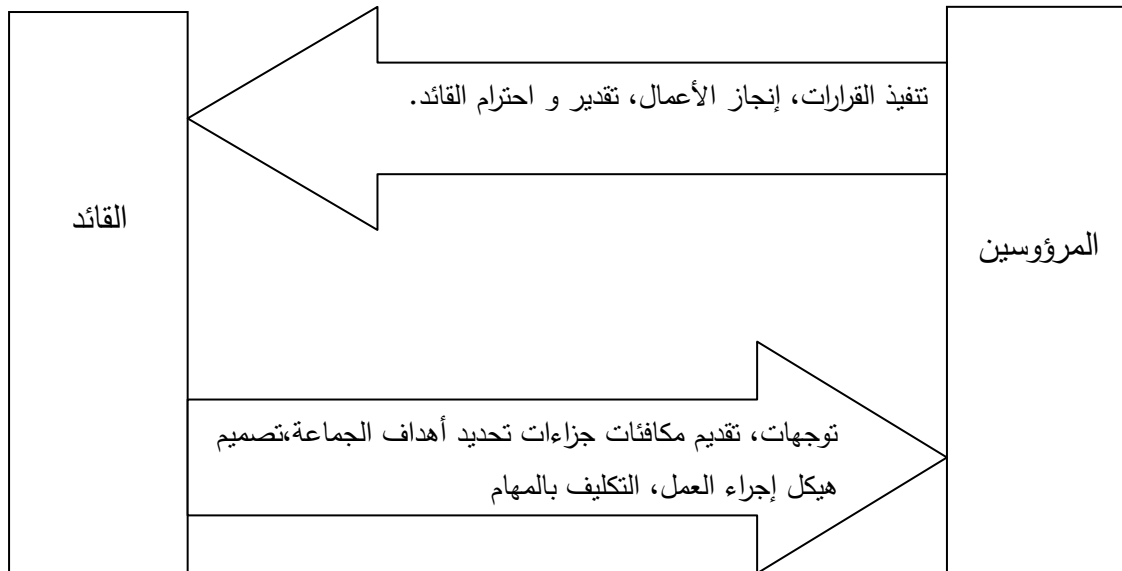 تنفيذ القرارات، إنجاز الأعمال، تقدير و احترام القائد.
القائد
المرؤوسين
توجهات، تقديم مكافئات جزاءات تحديد أهداف الجماعة،تصميم
هيكل إجراء العمل، التكليف بالمهام